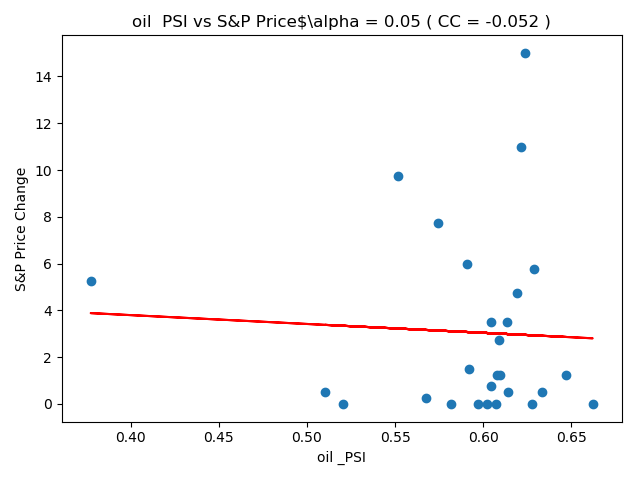 oil  PSI vs S&P Price$\alpha = 0.05 ( CC = -0.052 )
S&P Price Change
14
12
10
8
6
4
2
0
0.40 0.45 0.50 0.55 0.60 0.65
oil _PSI